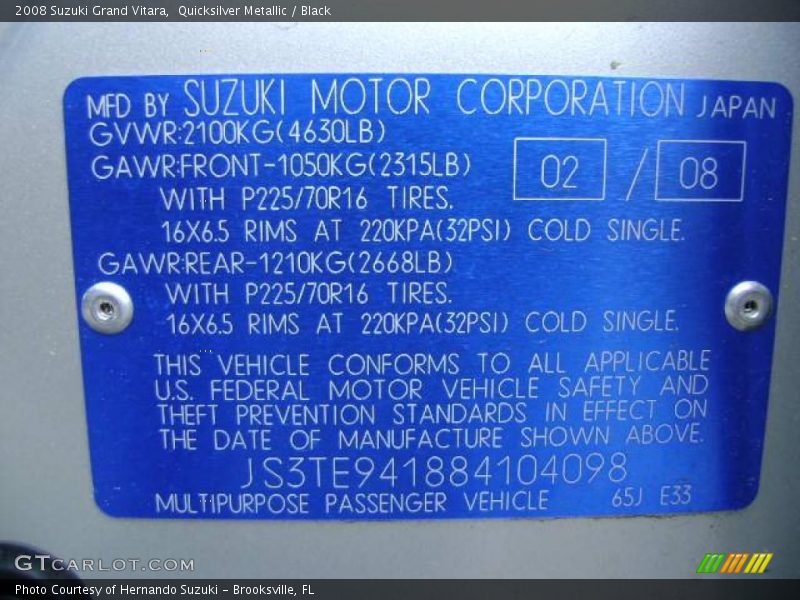 2008 Suzuki Grand Vitara, Quicksilver Metallic / Black
MFD BY SUZUKI MOTOR CORPORATION JAPAN
GVWR:2100KG(4630LB)
GAWR:FRONT-1050KG(2315LB) 02 / 08
WITH P225/70R16 TIRES.
16X6.5 RIMS AT 220KPA(32PSI) COLD SINGLE.
GAWR:REAR-1210KG(2668LB)
WITH P225/70R16 TIRES.
16X6.5 RIMS AT 220KPA(32PSI) COLD SINGLE.
THIS VEHICLE CONFORMS TO ALL APPLICABLE
U.S. FEDERAL MOTOR VEHICLE SAFETY AND
THEFT PREVENTION STANDARDS IN EFFECT ON
THE DATE OF MANUFACTURE SHOWN ABOVE.
JS3TE941884104098
MULTIPURPOSE PASSENGER VEHICLE 65J E33
GTCARLOT.COM
Photo Courtesy of Hernando Suzuki - Brooksville, FL